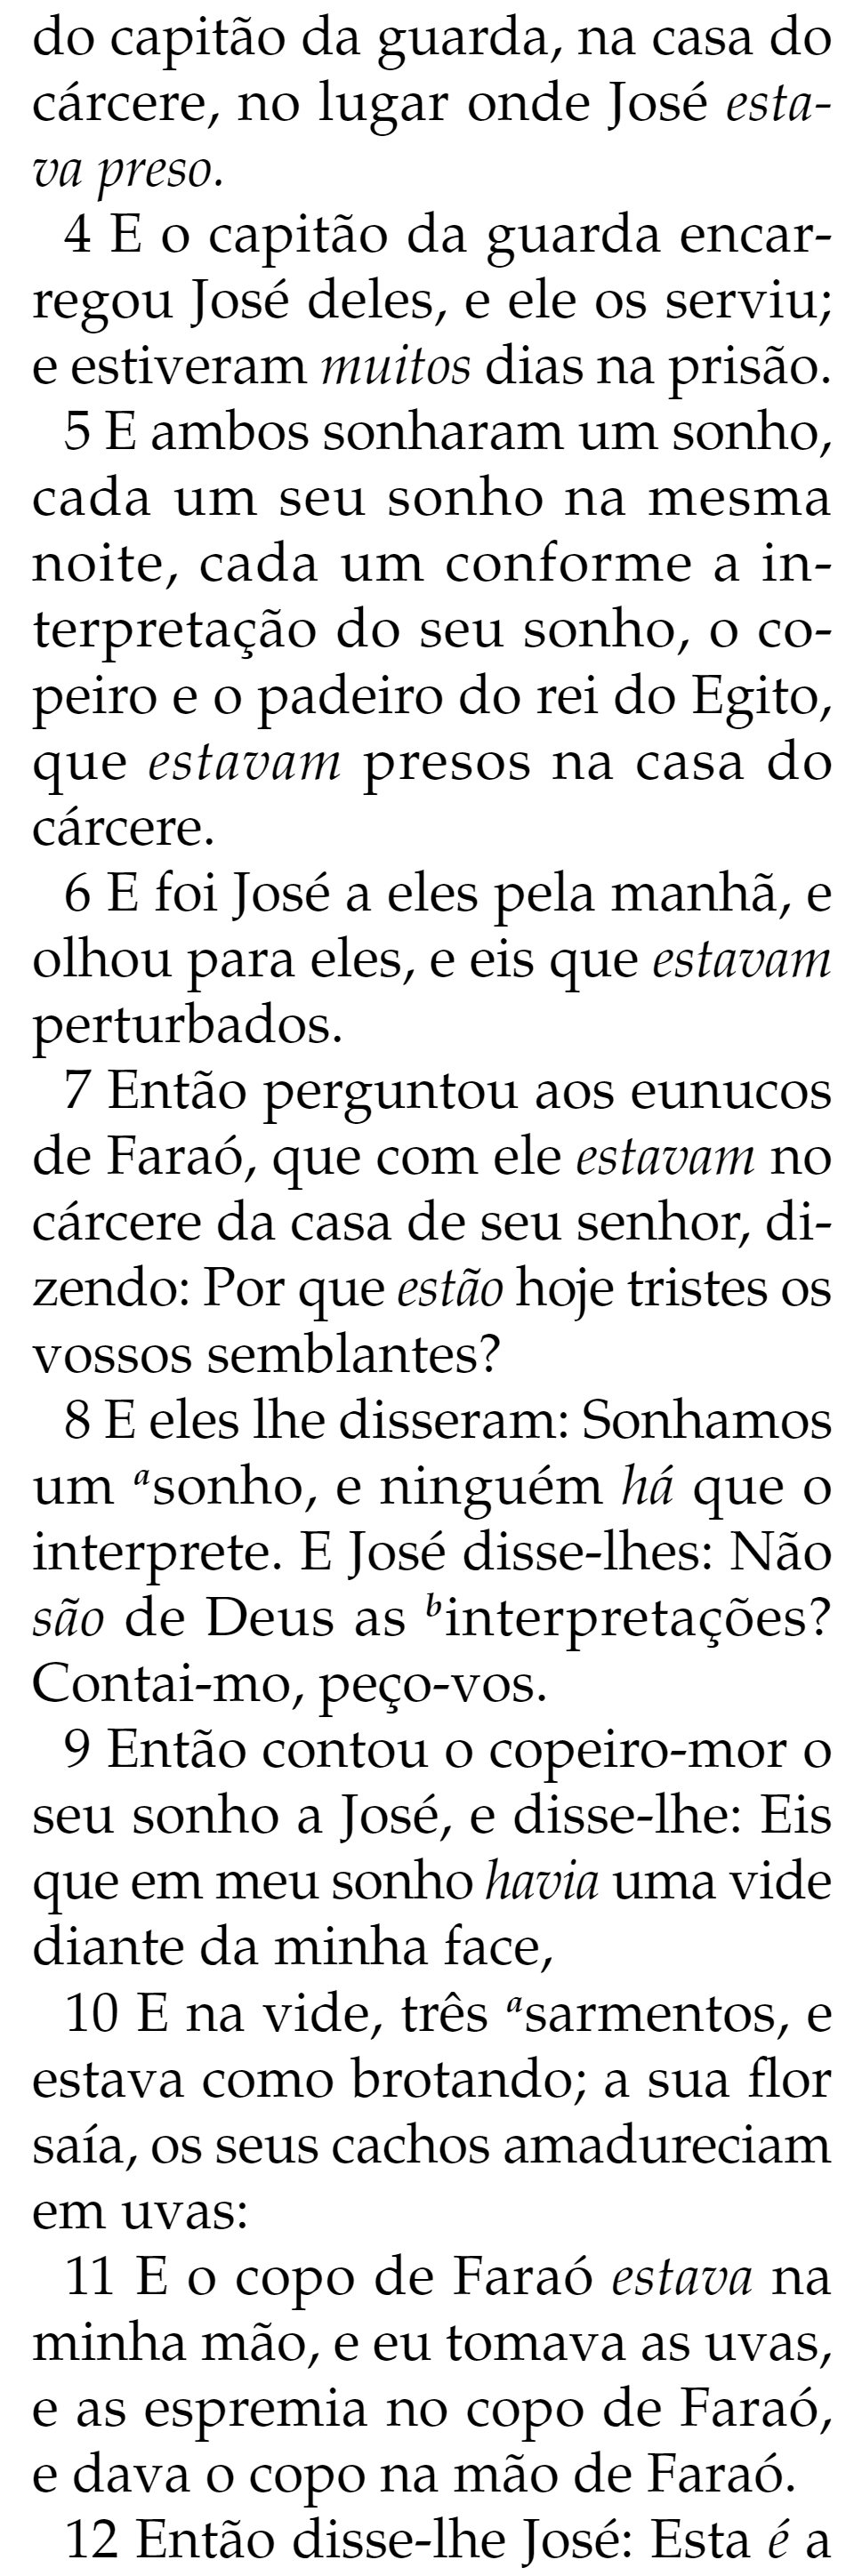 do capitão da guarda, na casa do
cárcere, no lugar onde José esta-
va preso.
4 E o capitão da guarda encar-
regou José deles, e ele os serviu;
e estiveram muitos dias na prisão.
5 E ambos sonharam um sonho,
cada um seu sonho na mesma
noite, cada um conforme a in-
terpretação do seu sonho, o co-
peiro e o padeiro do rei do Egito,
que estavam presos na casa do
cárcere.
6 E foi José a eles pela manhã, e
olhou para eles, e eis que estavam
perturbados.
7 Então perguntou aos eunucos
de Faraó, que com ele estavam no
cárcere da casa de seu senhor, di-
zendo: Por que estão hoje tristes os
vossos semblantes?
8 E eles lhe disseram: Sonhamos
um ᵃsonho, e ninguém há que o
interprete. E José disse-lhes: Não
são de Deus as ᵇinterpretações?
Contai-mo, peço-vos.
9 Então contou o copeiro-mor o
seu sonho a José, e disse-lhe: Eis
que em meu sonho havia uma vide
diante da minha face,
10 E na vide, três ᵃsarmentos, e
estava como brotando; a sua flor
saía, os seus cachos amadureciam
em uvas:
11 E o copo de Faraó estava na
minha mão, e eu tomava as uvas,
e as espremia no copo de Faraó,
e dava o copo na mão de Faraó.
12 Então disse-lhe José: Esta é a